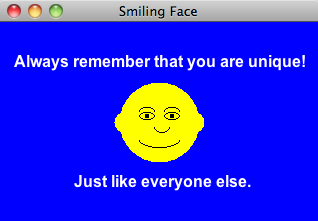 Smiling Face
Always remember that you are unique!
Just like everyone else.